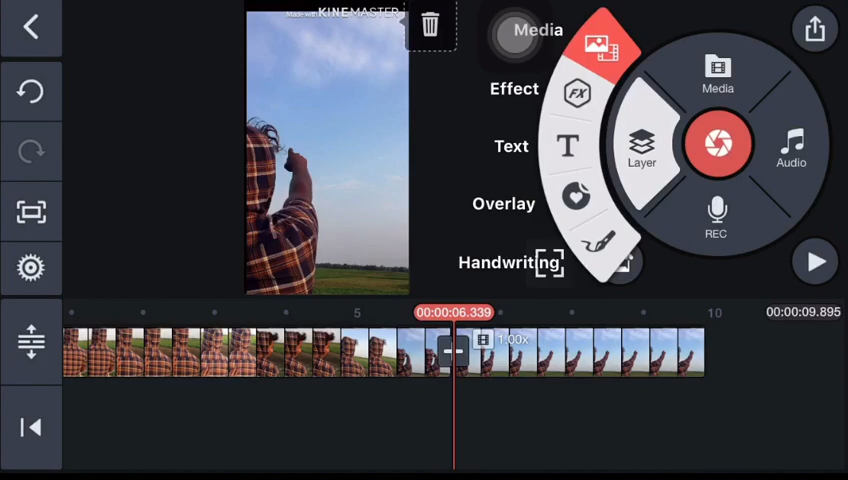 Made with KINEMASTER
Media
Effect
FX
Text
T
Overlay
Handwriting
Media
Layer
Audio
REC
5
00:00:06.339
10
00:00:09.895
1.00x